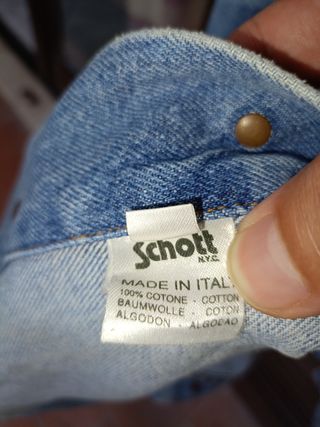 Schott
N.Y.C.
MADE IN ITAL
100% COTONE - COTTON
BAUMWOLLE - COTON
ALGODON - ALGODAO